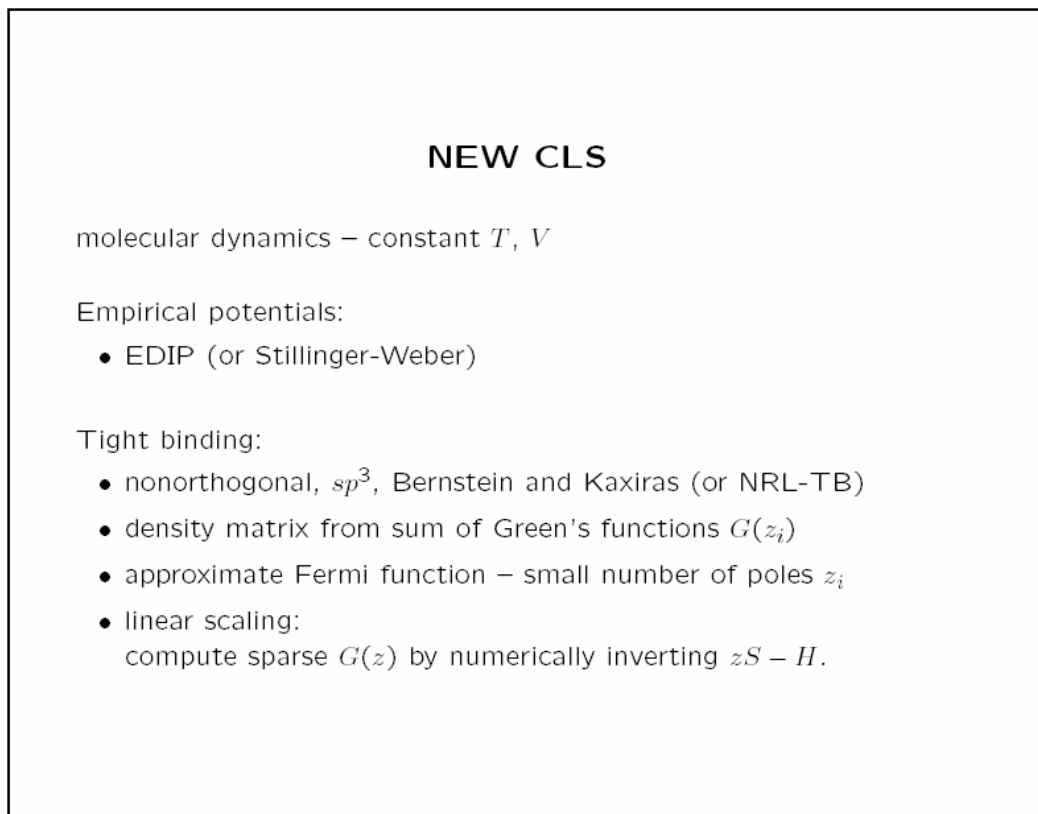 NEW CLS
molecular dynamics – constant T, V
Empirical potentials:
• EDIP (or Stillinger-Weber)
Tight binding:
• nonorthogonal, sp³, Bernstein and Kaxiras (or NRL-TB)
• density matrix from sum of Green's functions G(zᵢ)
• approximate Fermi function – small number of poles zᵢ
• linear scaling:
compute sparse G(z) by numerically inverting zS – H.